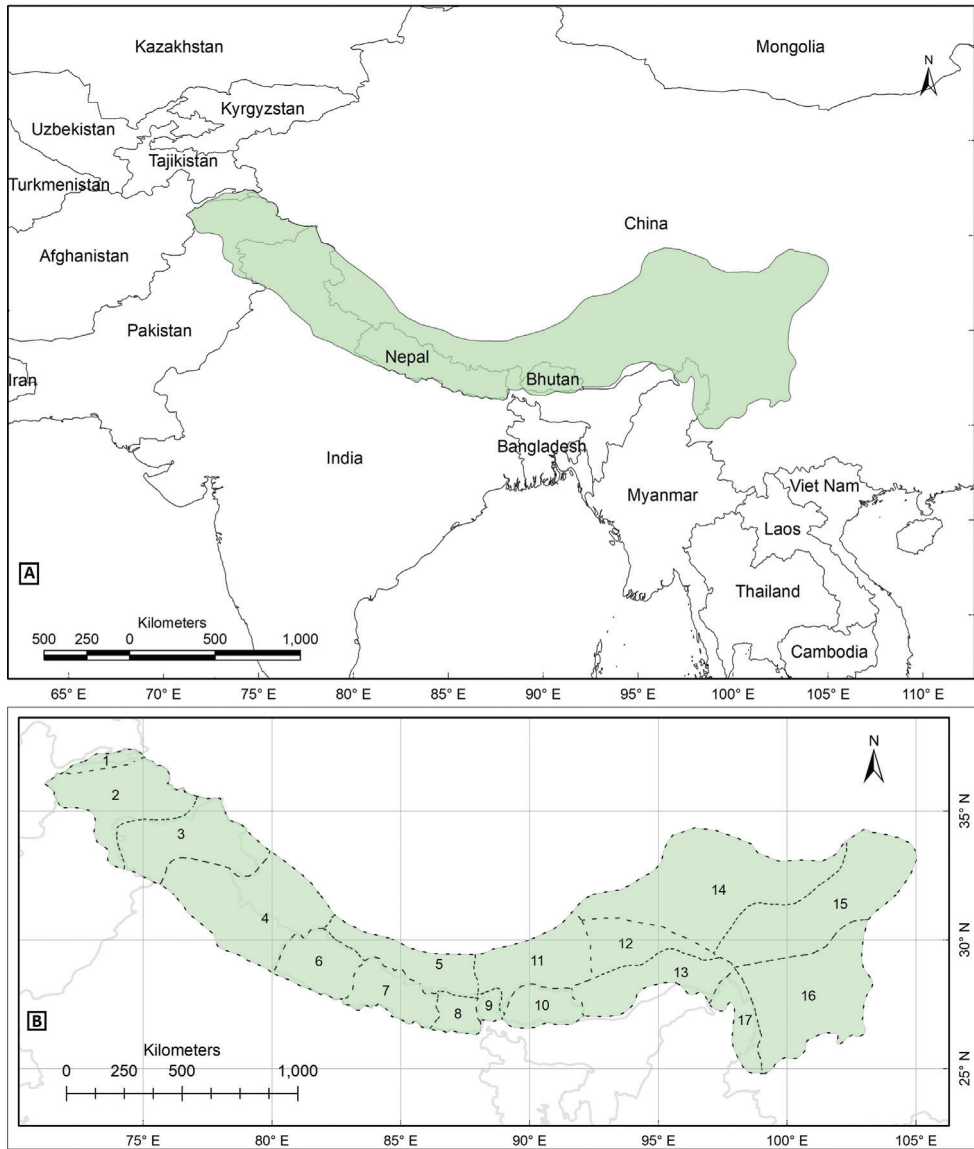 Kazakhstan
Mongolia
N
Kyrgyzstan
Uzbekistan
Tajikistan
Turkmenistan
China
Afghanistan
Pakistan
Nepal
Iran
Bhutan
Bangladesh
India
Viet Nam
Myanmar
Laos
A
Thailand
Kilometers
500 250 0 500 1,000
Cambodia
65° E 70° E 75° E 80° E 85° E 90° E 95° E 100° E 105° E 110° E
N
1
2
35° N
3
14
15
4
30° N
12
6
5
11
13
7
16
9
10
8
17
B
Kilometers
0 250 500 1,000
25° N
75° E 80° E 85° E 90° E 95° E 100° E 105° E